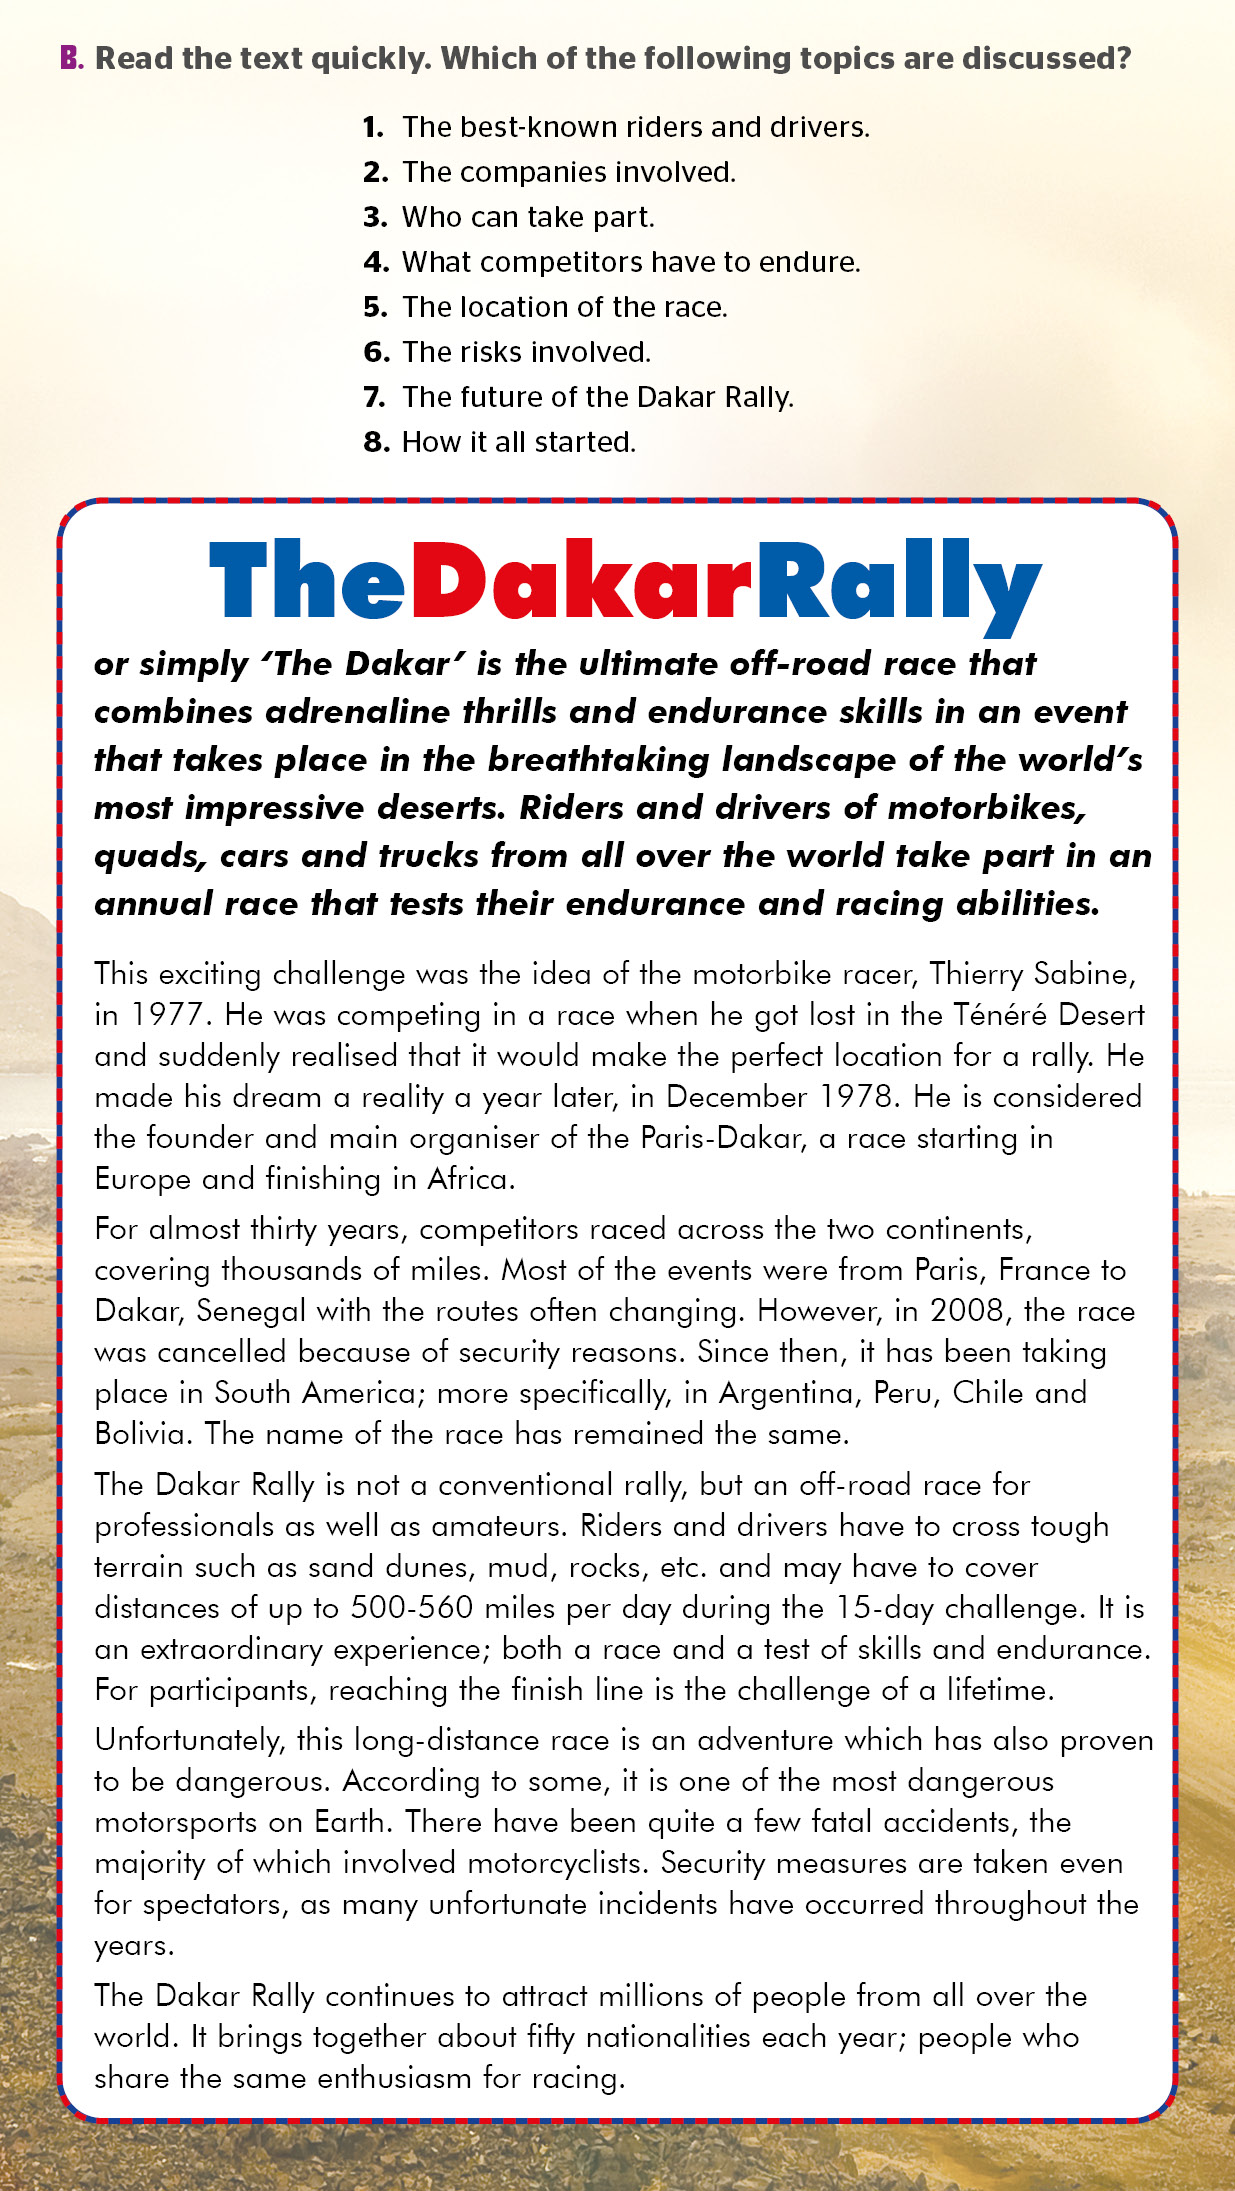 B. Read the text quickly. Which of the following topics are discussed?
1. The best-known riders and drivers.
2. The companies involved.
3. Who can take part.
4. What competitors have to endure.
5. The location of the race.
6. The risks involved.
7. The future of the Dakar Rally.
8. How it all started.
TheDakarRally
or simply ‘The Dakar’ is the ultimate off-road race that
combines adrenaline thrills and endurance skills in an event
that takes place in the breathtaking landscape of the world’s
most impressive deserts. Riders and drivers of motorbikes,
quads, cars and trucks from all over the world take part in an
annual race that tests their endurance and racing abilities.
This exciting challenge was the idea of the motorbike racer, Thierry Sabine,
in 1977. He was competing in a race when he got lost in the Ténéré Desert
and suddenly realised that it would make the perfect location for a rally. He
made his dream a reality a year later, in December 1978. He is considered
the founder and main organiser of the Paris-Dakar, a race starting in
Europe and finishing in Africa.
For almost thirty years, competitors raced across the two continents,
covering thousands of miles. Most of the events were from Paris, France to
Dakar, Senegal with the routes often changing. However, in 2008, the race
was cancelled because of security reasons. Since then, it has been taking
place in South America; more specifically, in Argentina, Peru, Chile and
Bolivia. The name of the race has remained the same.
The Dakar Rally is not a conventional rally, but an off-road race for
professionals as well as amateurs. Riders and drivers have to cross tough
terrain such as sand dunes, mud, rocks, etc. and may have to cover
distances of up to 500-560 miles per day during the 15-day challenge. It is
an extraordinary experience; both a race and a test of skills and endurance.
For participants, reaching the finish line is the challenge of a lifetime.
Unfortunately, this long-distance race is an adventure which has also proven
to be dangerous. According to some, it is one of the most dangerous
motorsports on Earth. There have been quite a few fatal accidents, the
majority of which involved motorcyclists. Security measures are taken even
for spectators, as many unfortunate incidents have occurred throughout the
years.
The Dakar Rally continues to attract millions of people from all over the
world. It brings together about fifty nationalities each year; people who
share the same enthusiasm for racing.